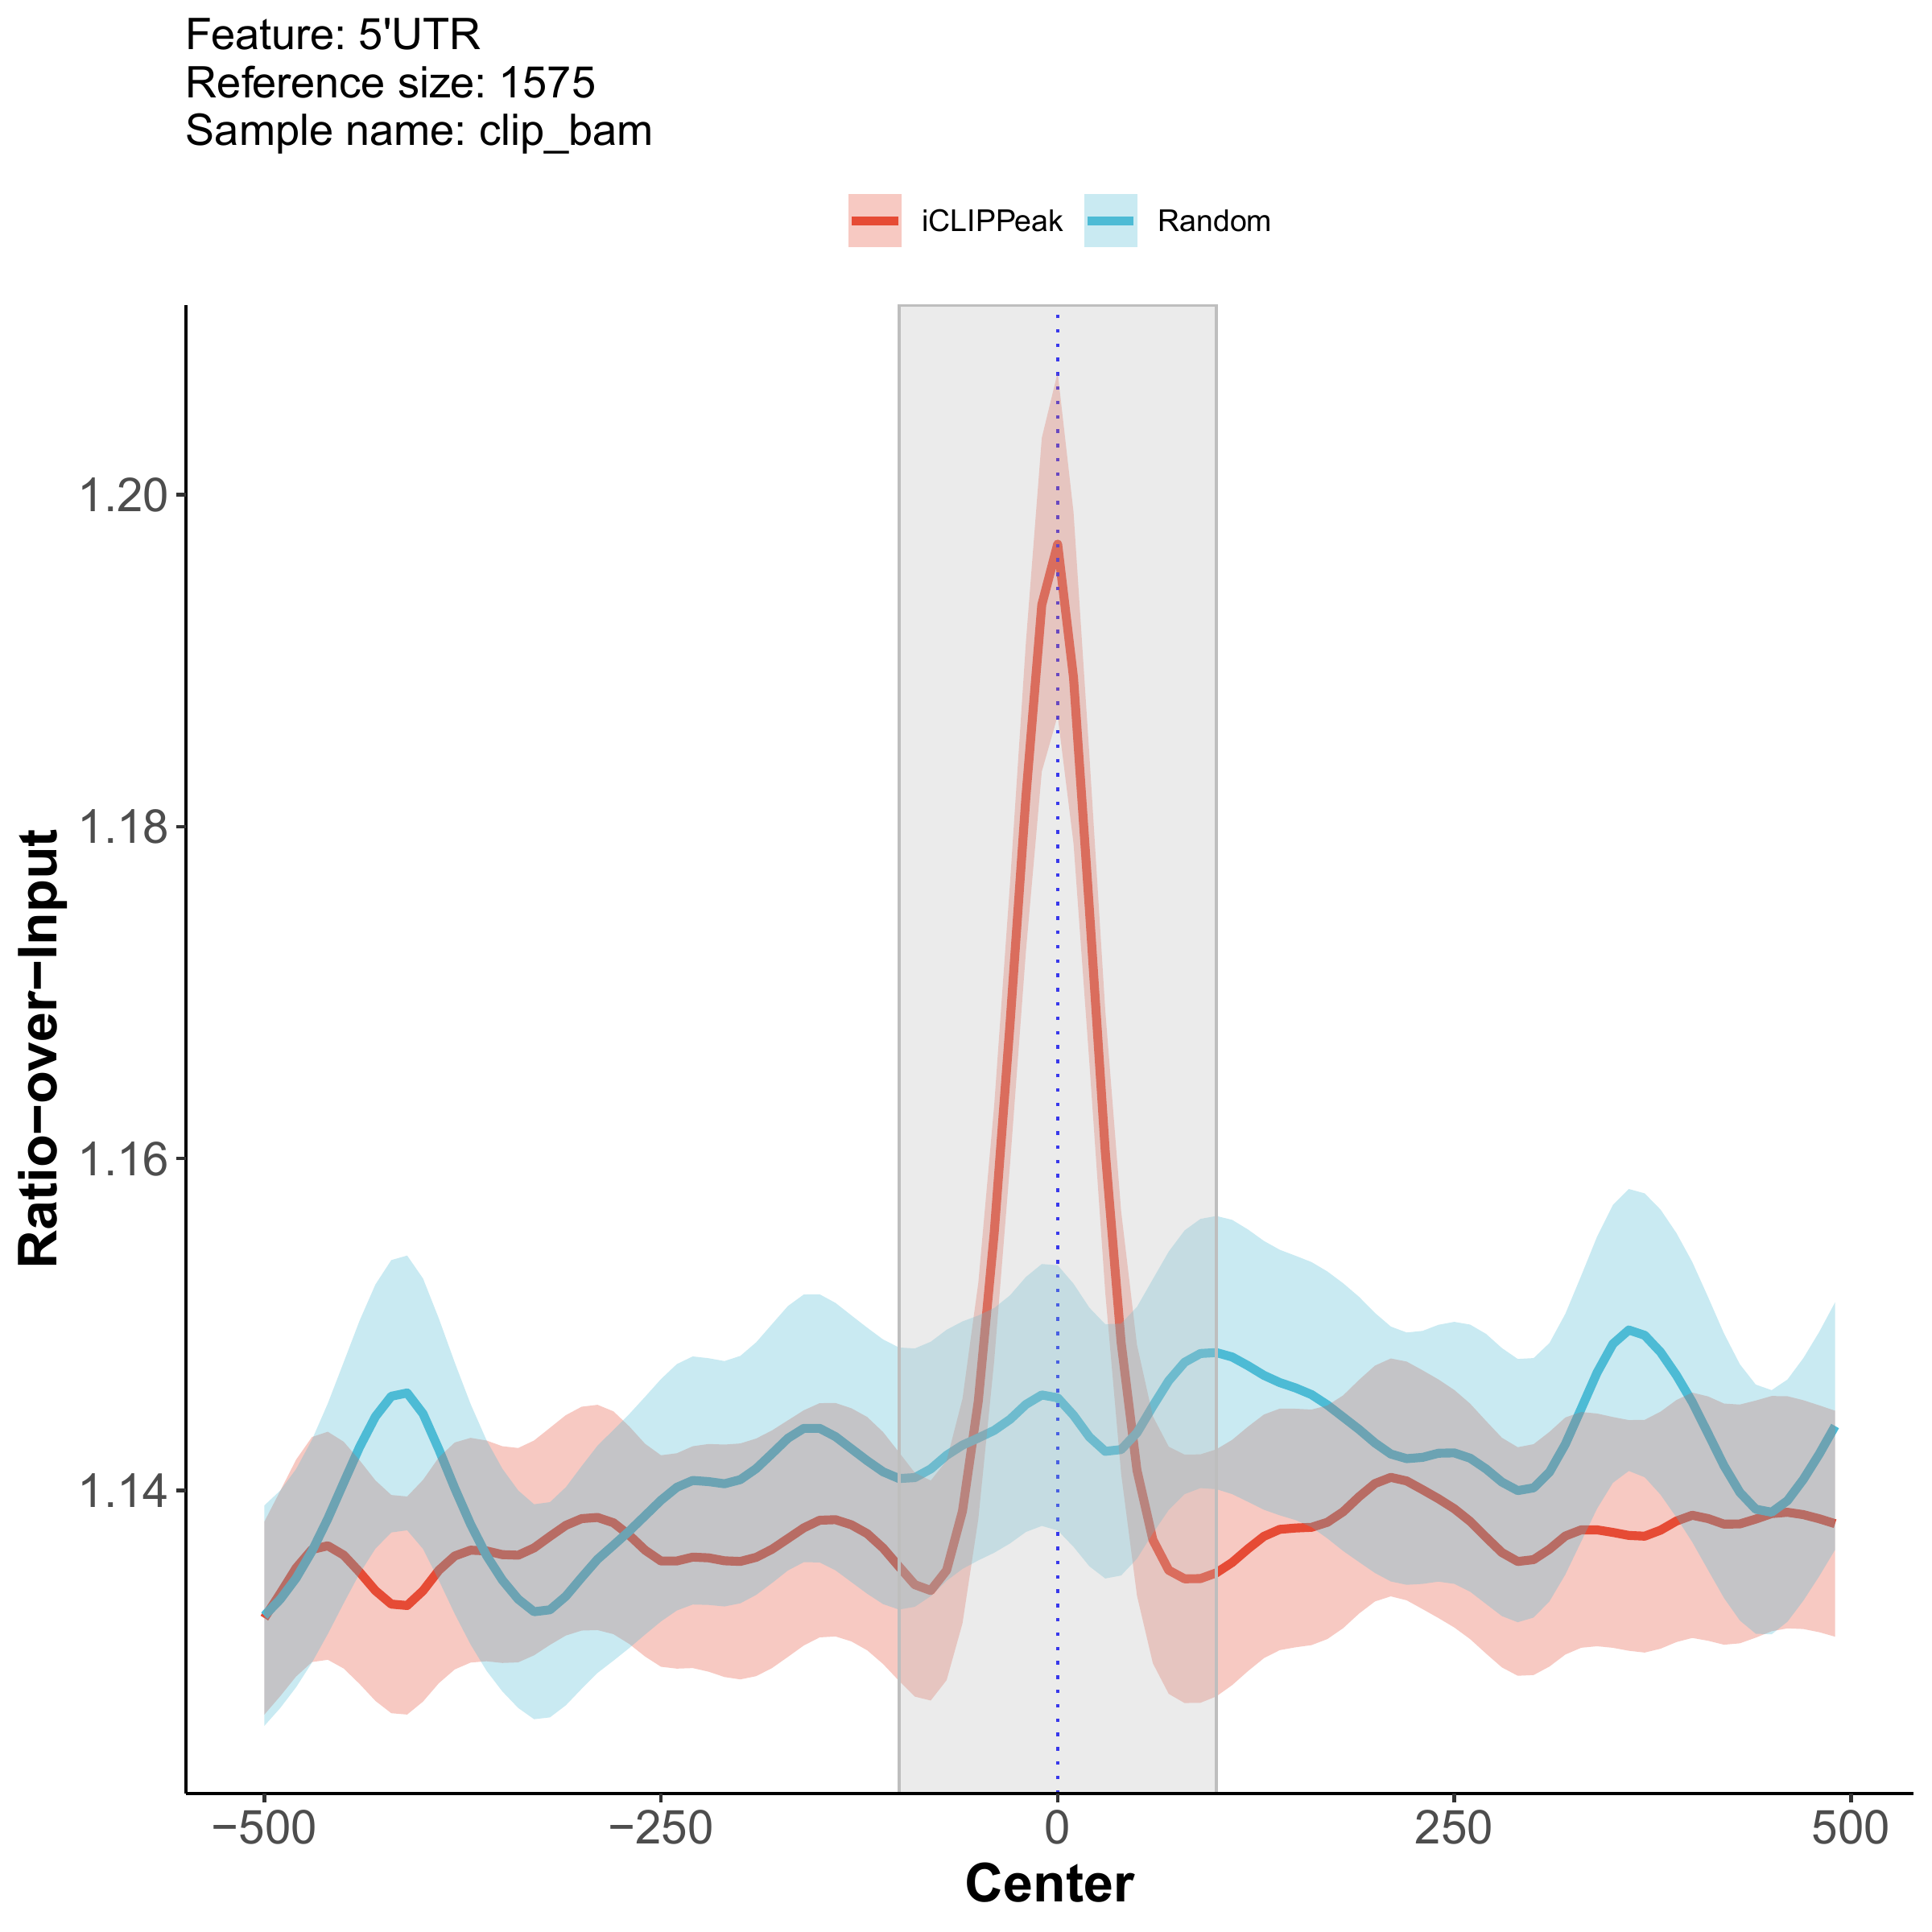 Feature: 5'UTR
Reference size: 1575
Sample name: clip_bam
iCLIPPeak Random
1.20
1.18
1.16
1.14
Ratio−over−Input
−500 −250 0 250 500
Center